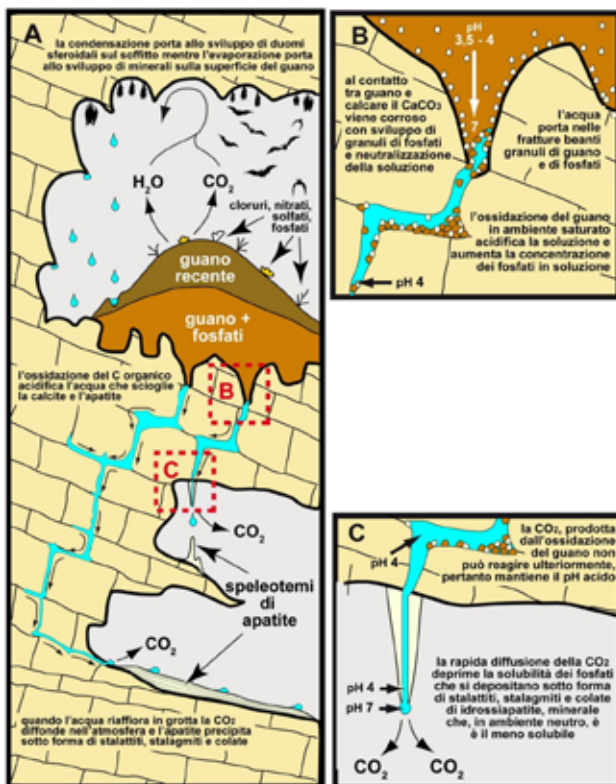 A
la condensazione porta allo sviluppo di duomi
sferoidali sul soffitto mentre l'evaporazione porta
allo sviluppo di minerali sulla superficie del guano
H₂O
CO₂
cloruri, nitrati,
solfati,
fosfati
guano
recente
guano +
fosfati
l'ossidazione del C organico
acidifica l'acqua che scioglie
la calcite e l'apatite
B
C
CO₂
speleotemi
di
apatite
CO₂
quando l'acqua riaffiora in grotta la CO₂
diffonde nell'atmosfera e l'apatite precipita
sotto forma di stalattiti, stalagmiti e colate
B
pH
3,5 - 4
7
al contatto
tra guano e
calcare il CaCO₃
viene corroso
con sviluppo di
granuli di fosfati
e neutralizzazione
della soluzione
l'acqua
porta nelle
fratture beanti
granuli di guano
e di fosfati
l'ossidazione del guano
in ambiente saturato
acidifica la soluzione e
aumenta la concentrazione
dei fosfati in soluzione
pH 4
C
pH 4
la CO₂, prodotta
dall'ossidazione
del guano non
può reagire ulteriormente,
pertanto mantiene il pH acido
la rapida diffusione della CO₂
deprime la solubilità dei fosfati
che si depositano sotto forma
di stalattiti, stalagmiti e colate
di idrossiapatite, minerale
che, in ambiente neutro, è
è il meno solubile
pH 4
pH 7
CO₂
CO₂